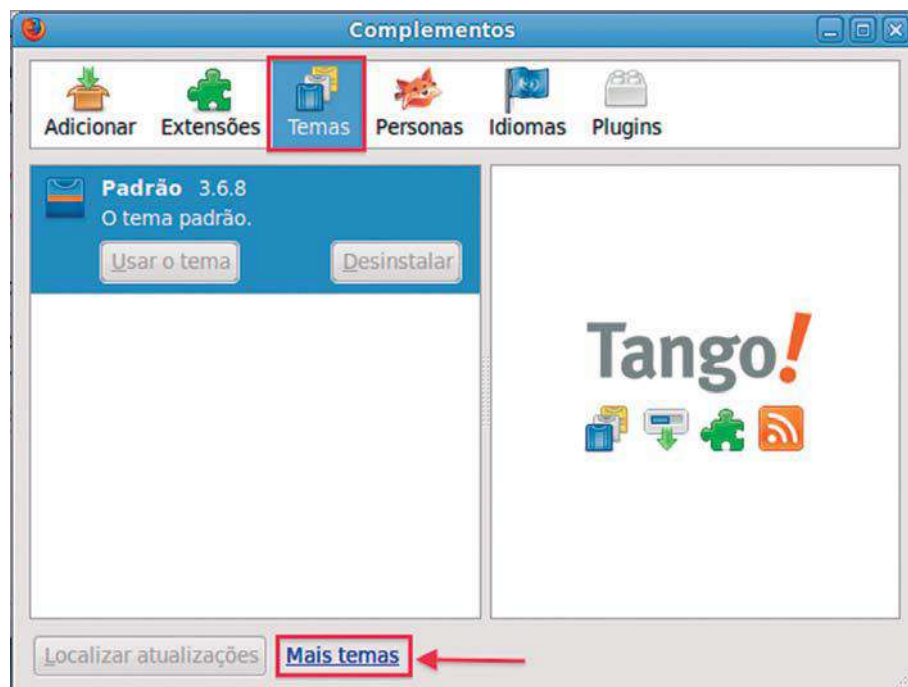 Complementos
Adicionar Extensões Temas Personas Idiomas Plugins
Padrão 3.6.8
O tema padrão.
Usar o tema Desinstalar
Tango!
Localizar atualizações Mais temas